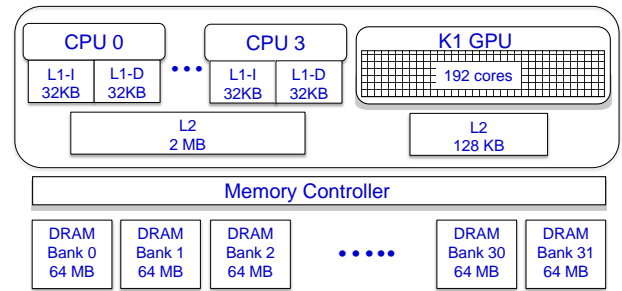 CPU 0
CPU 3
K1 GPU
L1-I
32KB
L1-D
32KB
L1-I
32KB
L1-D
32KB
192 cores
L2
2 MB
L2
128 KB
Memory Controller
DRAM
Bank 0
64 MB
DRAM
Bank 1
64 MB
DRAM
Bank 2
64 MB
DRAM
Bank 30
64 MB
DRAM
Bank 31
64 MB